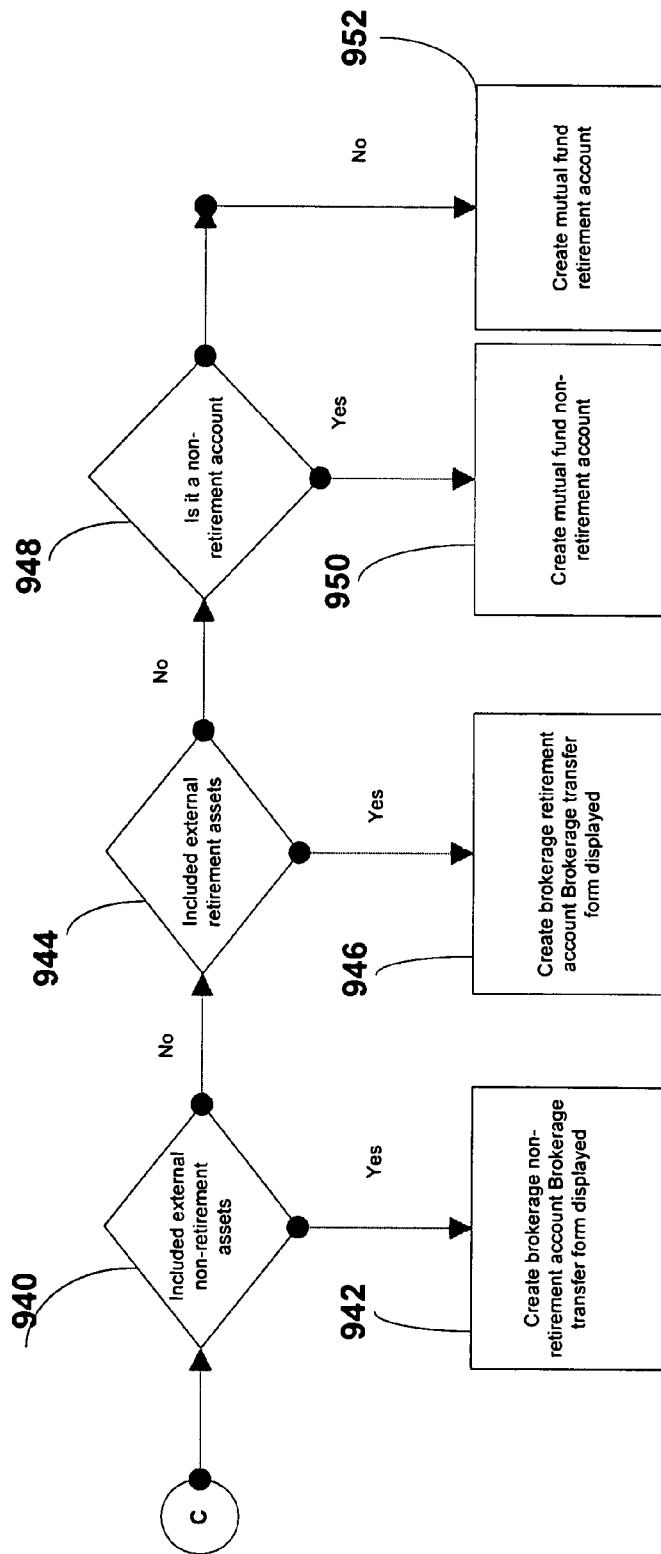 C
940
Included external
non-retirement
assets
Yes
942
Create brokerage non-
retirement account Brokerage
transfer form displayed
No
944
Included external
retirement assets
Yes
946
Create brokerage retirement
account Brokerage transfer
form displayed
No
948
Is it a non-
retirement account
Yes
950
Create mutual fund non-
retirement account
No
952
Create mutual fund
retirement account